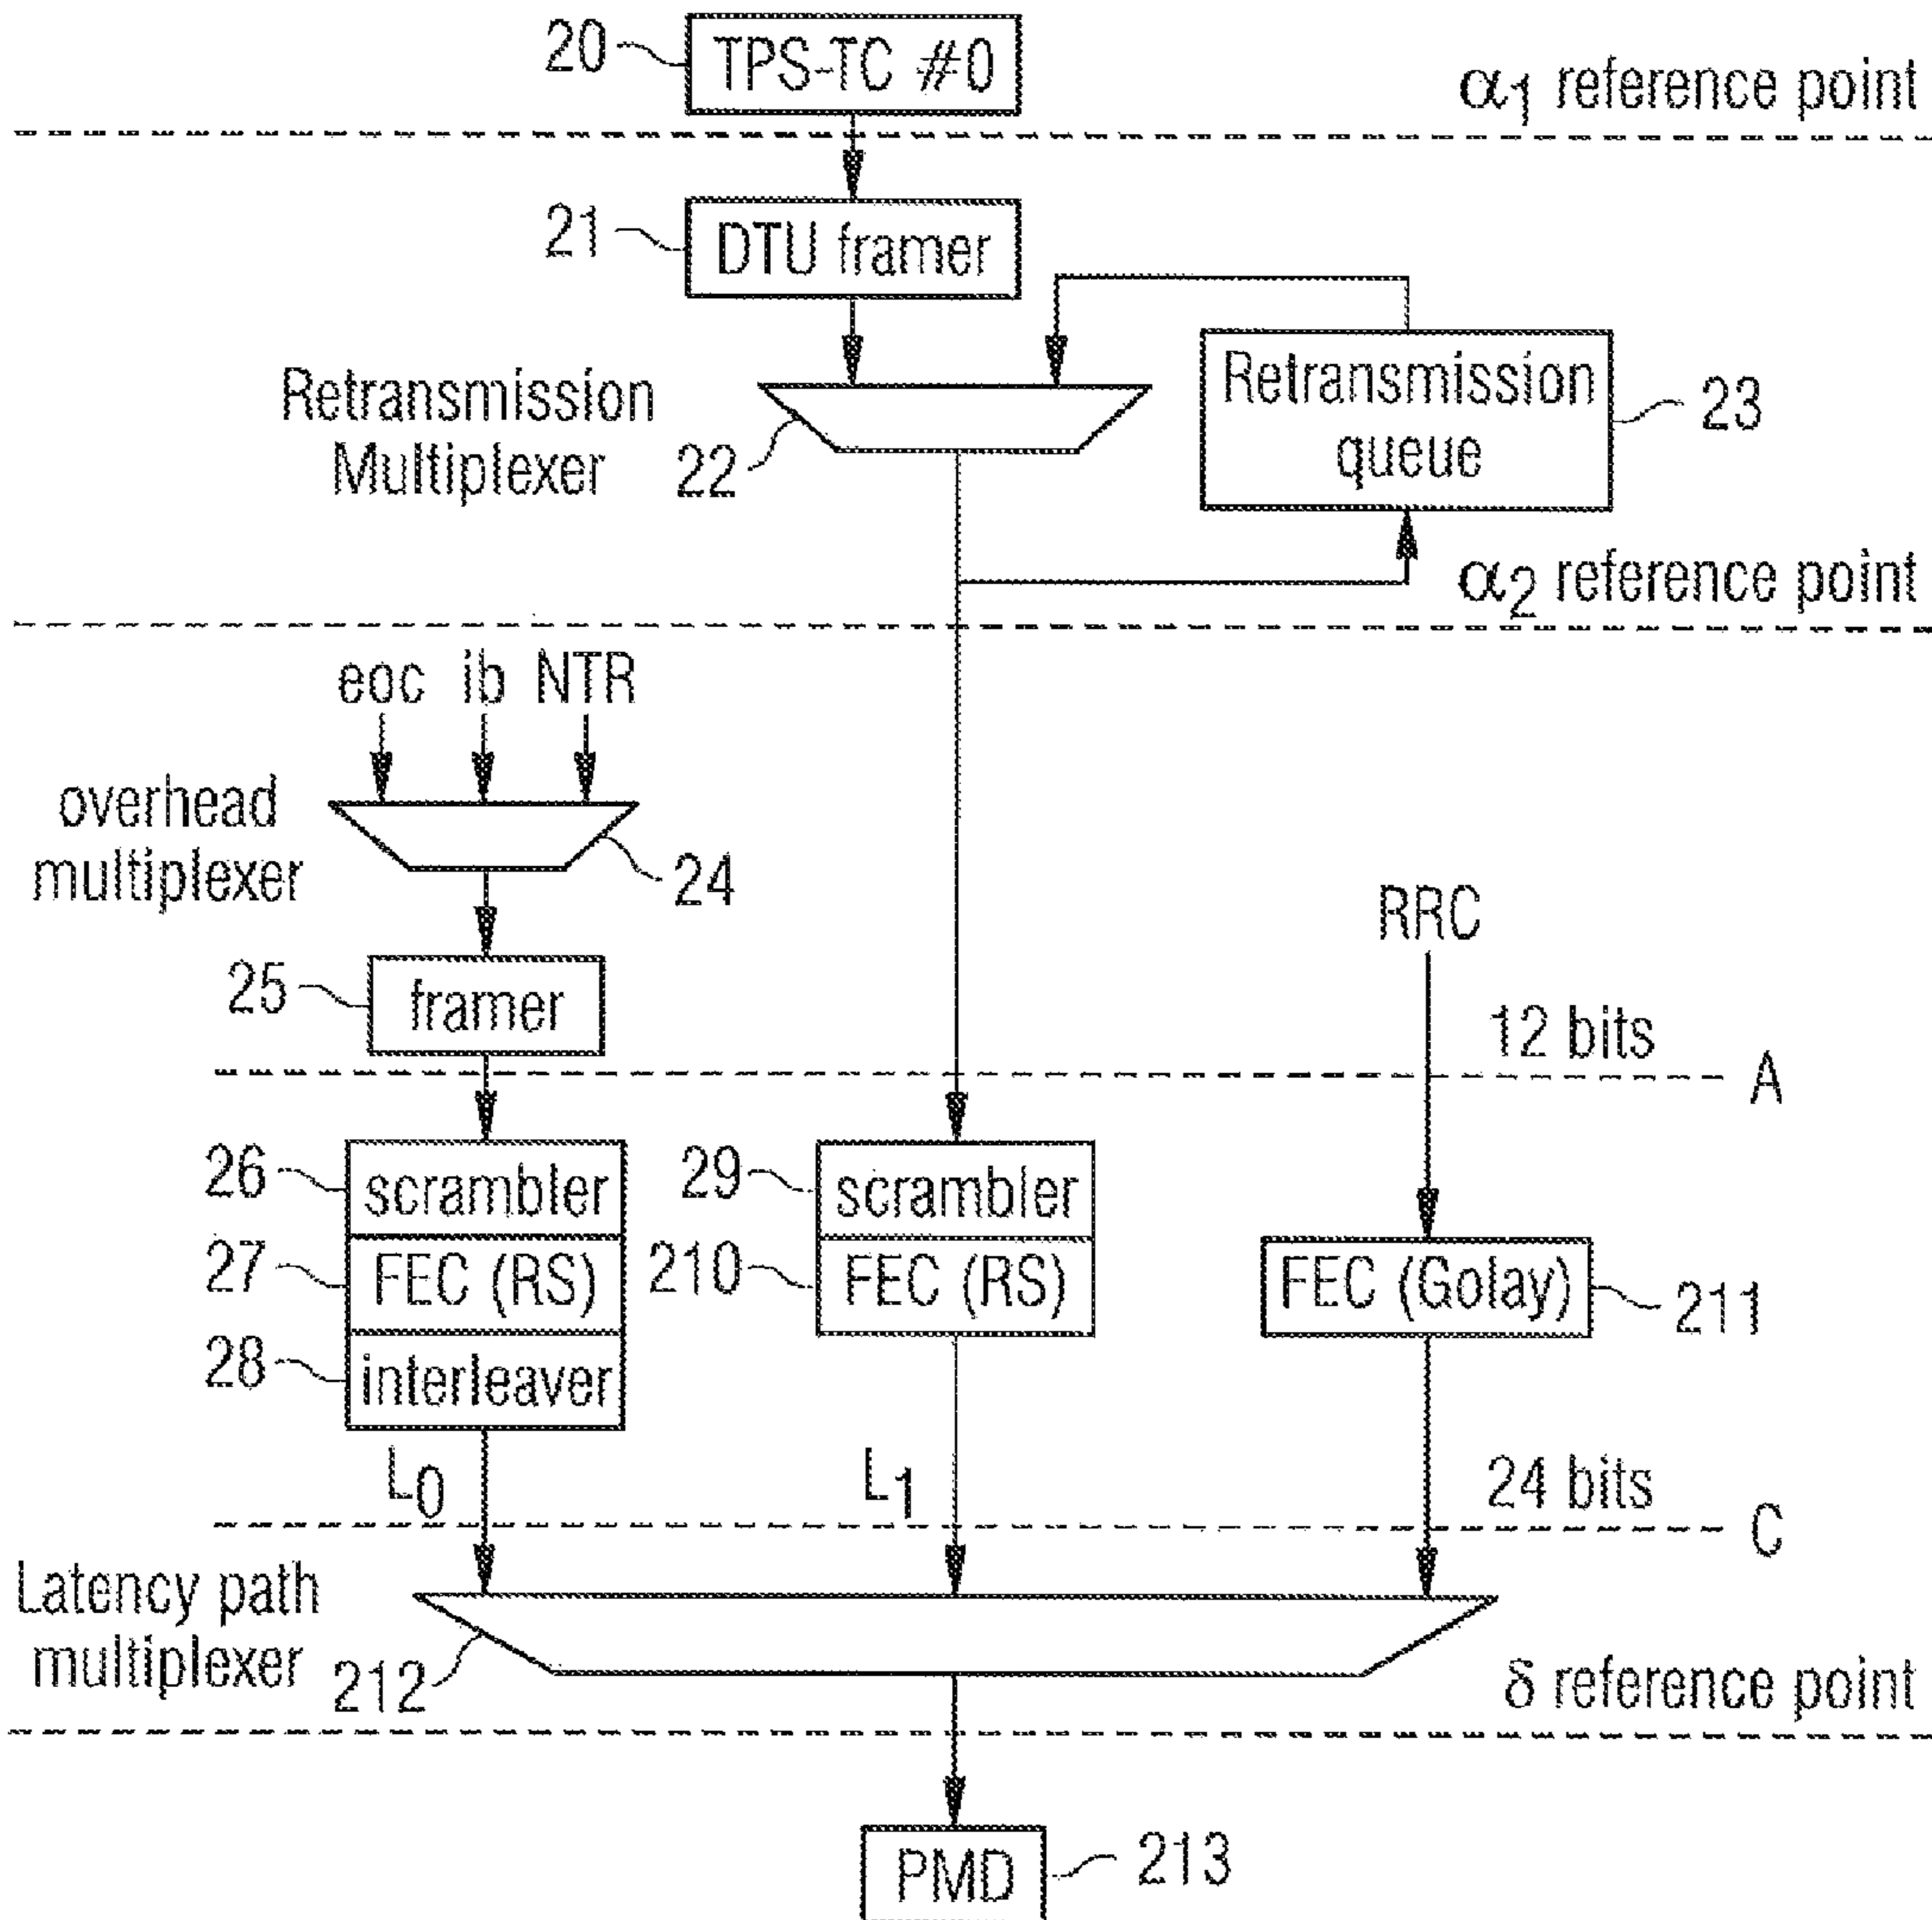 20
TPS-TC #0
α1 reference point
21
DTU framer
Retransmission
Multiplexer
22
Retransmission
queue
23
α2 reference point
eoc ib NTR
overhead
multiplexer
24
RRC
25
framer
12 bits
A
26
scrambler
29
scrambler
27
FEC (RS)
210
FEC (RS)
FEC (Golay)
211
28
interleaver
L0
L1
24 bits
C
Latency path
multiplexer
212
δ reference point
PMD
213